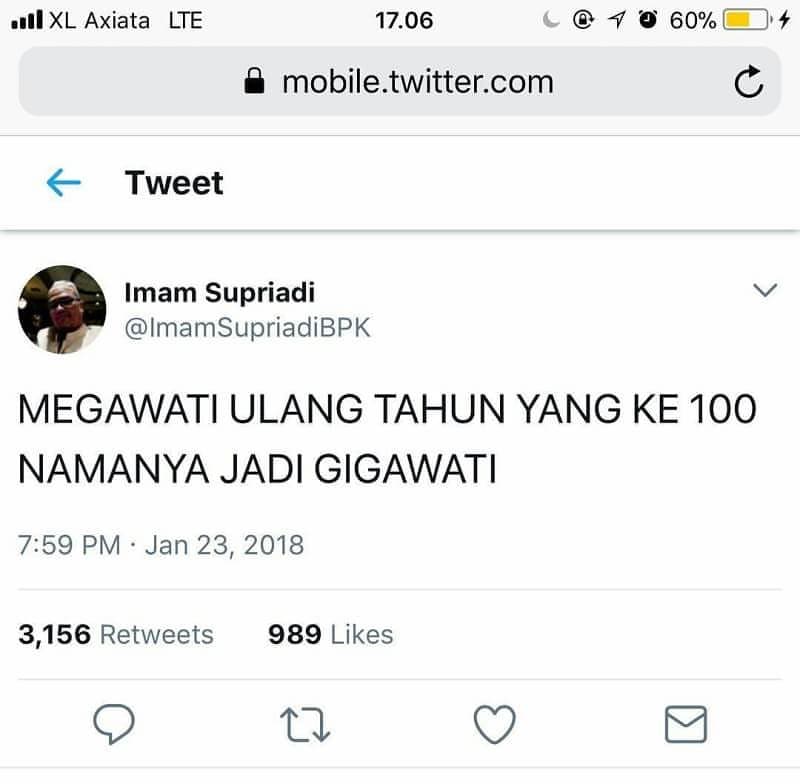 XL Axiata LTE 17.06 60%
mobile.twitter.com
Tweet
Imam Supriadi
@ImamSupriadiBPK
MEGAWATI ULANG TAHUN YANG KE 100
NAMANYA JADI GIGAWATI
7:59 PM · Jan 23, 2018
3,156 Retweets 989 Likes